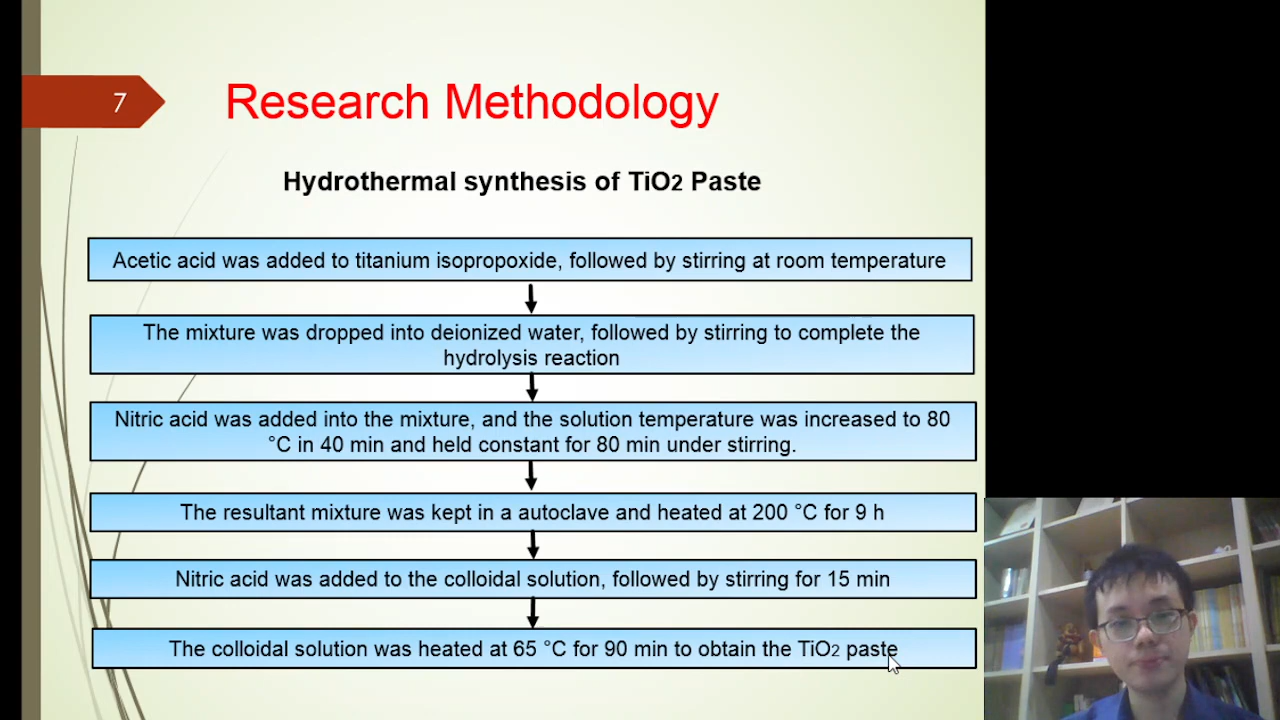 7
Research Methodology
Hydrothermal synthesis of TiO2 Paste
Acetic acid was added to titanium isopropoxide, followed by stirring at room temperature
The mixture was dropped into deionized water, followed by stirring to complete the
hydrolysis reaction
Nitric acid was added into the mixture, and the solution temperature was increased to 80
°C in 40 min and held constant for 80 min under stirring.
The resultant mixture was kept in a autoclave and heated at 200 °C for 9 h
Nitric acid was added to the colloidal solution, followed by stirring for 15 min
The colloidal solution was heated at 65 °C for 90 min to obtain the TiO2 paste